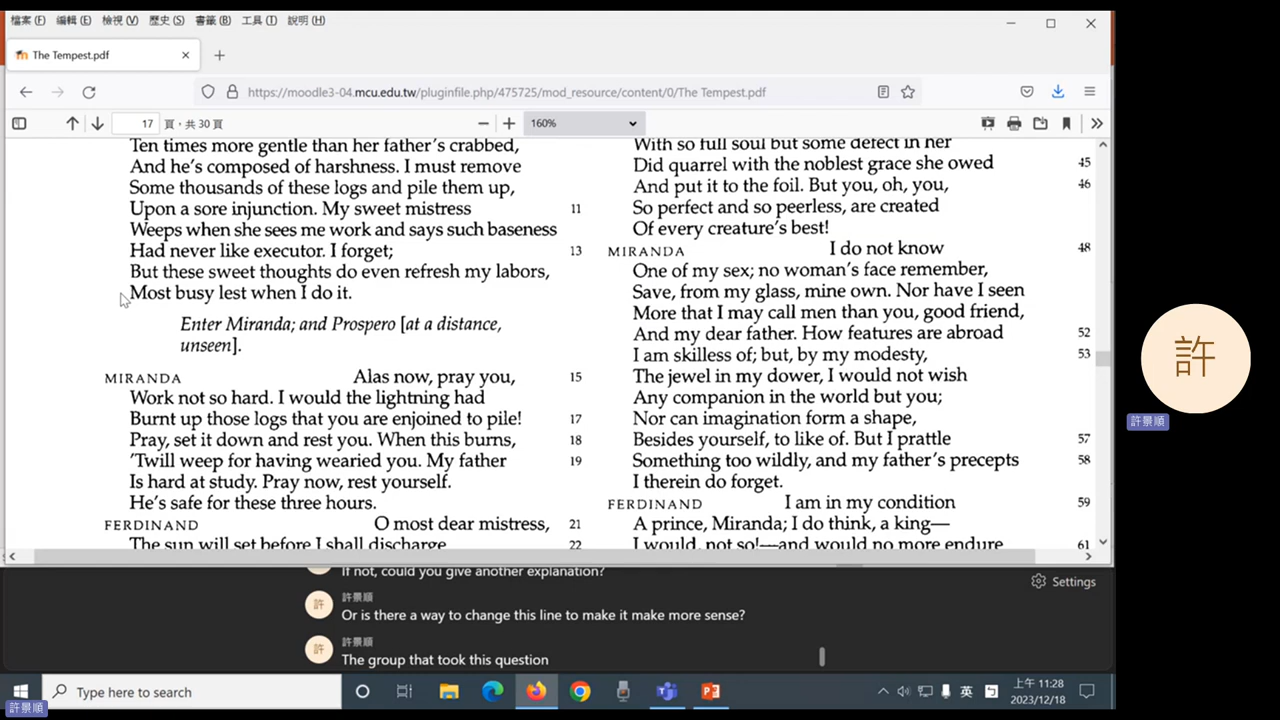 檔案(F) 編輯(E) 檢視(V) 歷史(S) 書籤(B) 工具(T) 說明(H)
The Tempest.pdf
https://moodle3-04.mcu.edu.tw/pluginfile.php/475725/mod_resource/content/0/The Tempest.pdf
17 頁，共 30 頁
160%
Ten times more gentle than her father's crabbed,
And he's composed of harshness. I must remove
Some thousands of these logs and pile them up,
Upon a sore injunction. My sweet mistress 11
Weeps when she sees me work and says such baseness
Had never like executor. I forget; 13
But these sweet thoughts do even refresh my labors,
Most busy lest when I do it.
Enter Miranda; and Prospero [at a distance,
unseen].
MIRANDA Alas now, pray you, 15
Work not so hard. I would the lightning had
Burnt up those logs that you are enjoined to pile! 17
Pray, set it down and rest you. When this burns, 18
'Twill weep for having wearied you. My father 19
Is hard at study. Pray now, rest yourself.
He's safe for these three hours.
FERDINAND O most dear mistress, 21
The sun will set before I shall discharge 22
With so full soul but some defect in her
Did quarrel with the noblest grace she owed 45
And put it to the foil. But you, oh, you, 46
So perfect and so peerless, are created
Of every creature's best!
MIRANDA I do not know 48
One of my sex; no woman's face remember,
Save, from my glass, mine own. Nor have I seen
More that I may call men than you, good friend,
And my dear father. How features are abroad 52
I am skilless of; but, by my modesty, 53
The jewel in my dower, I would not wish
Any companion in the world but you;
Nor can imagination form a shape,
Besides yourself, to like of. But I prattle 57
Something too wildly, and my father's precepts 58
I therein do forget.
FERDINAND I am in my condition 59
A prince, Miranda; I do think, a king—
I would, not so!—and would no more endure 61
If not, could you give another explanation?
許景順
許 Or is there a way to change this line to make it make more sense?
許景順
許 The group that took this question
Settings
Type here to search
英
上午 11:28
2023/12/18
許景順
許
許景順